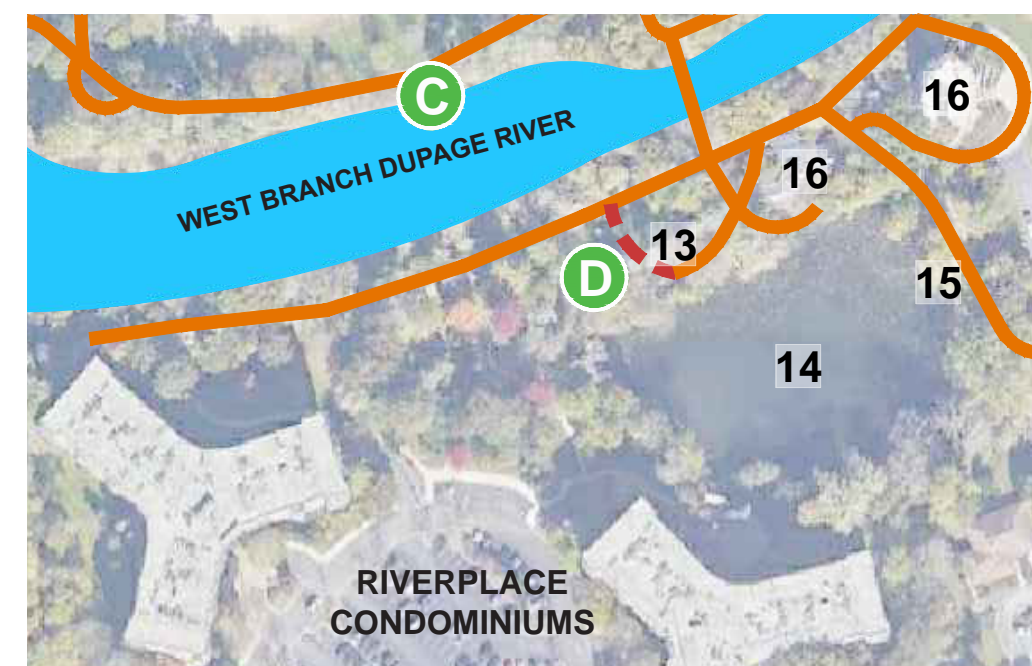 C
16
WEST BRANCH DUPAGE RIVER
16
13
D
15
14
RIVERPLACE
CONDOMINIUMS